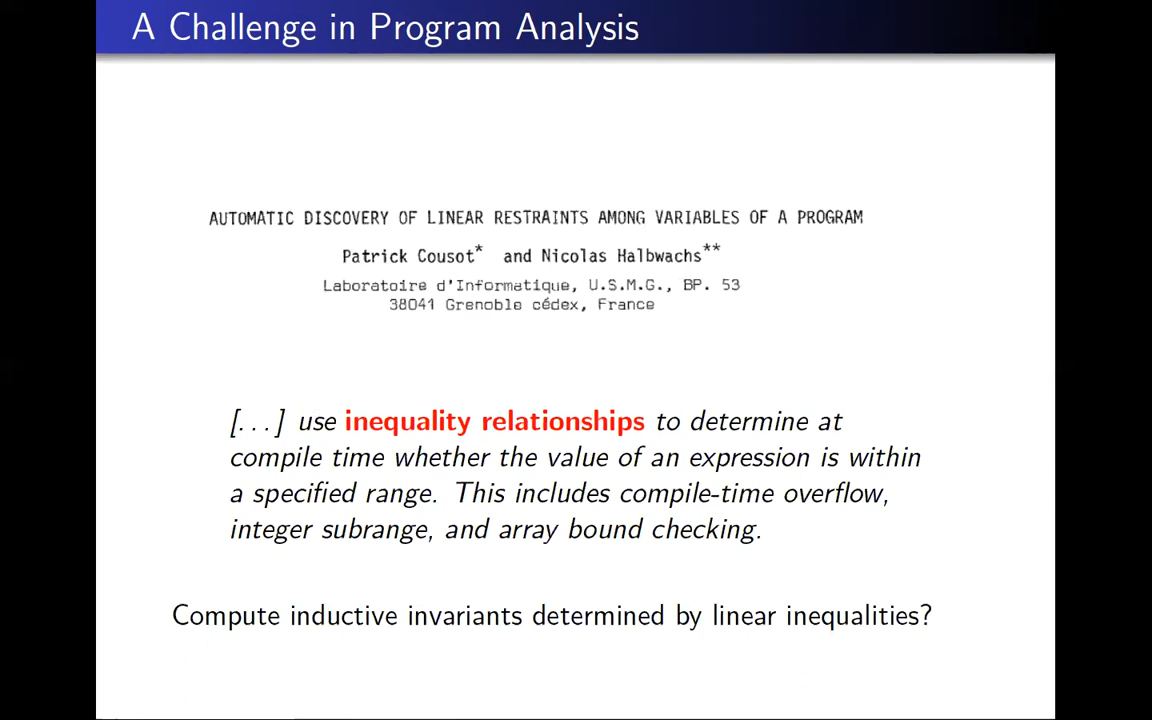 A Challenge in Program Analysis
AUTOMATIC DISCOVERY OF LINEAR RESTRAINTS AMONG VARIABLES OF A PROGRAM
Patrick Cousot* and Nicolas Halbwachs**
Laboratoire d'Informatique, U.S.M.G., BP. 53
38041 Grenoble cédex, France
[...] use inequality relationships to determine at
compile time whether the value of an expression is within
a specified range. This includes compile-time overflow,
integer subrange, and array bound checking.
Compute inductive invariants determined by linear inequalities?